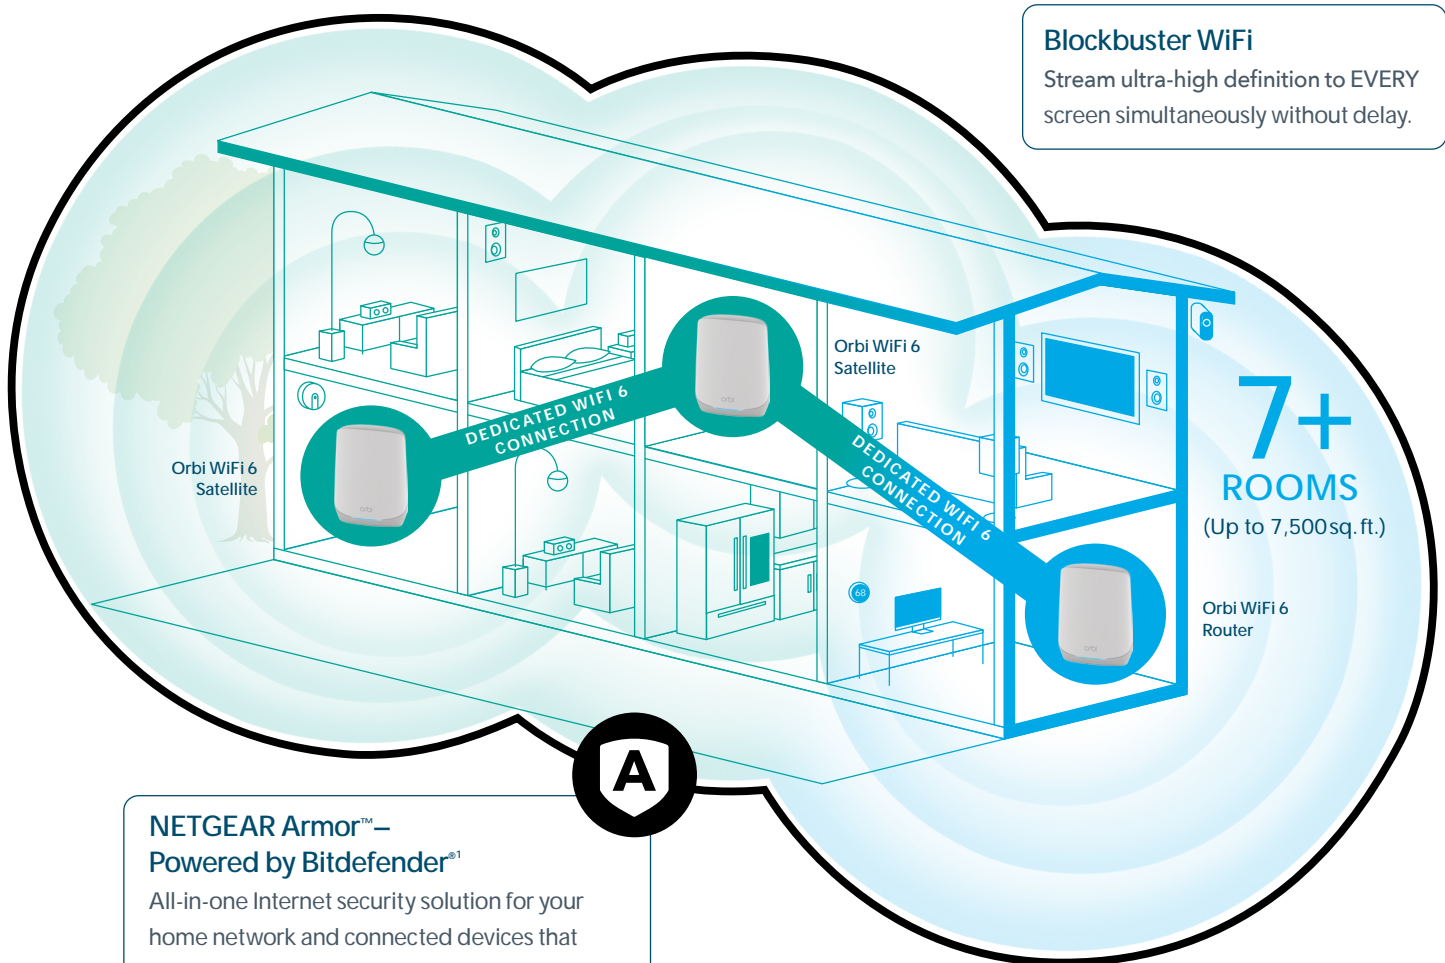 Blockbuster WiFi
Stream ultra-high definition to EVERY
screen simultaneously without delay.
Orbi WiFi 6
Satellite
orbi
DEDICATED WIFI 6
CONNECTION
Orbi WiFi 6
Satellite
orbi
DEDICATED WIFI 6
CONNECTION
7+
ROOMS
(Up to 7,500 sq. ft.)
68
Orbi WiFi 6
Router
orbi
A
NETGEAR Armor™–
Powered by Bitdefender®1
All-in-one Internet security solution for your
home network and connected devices that